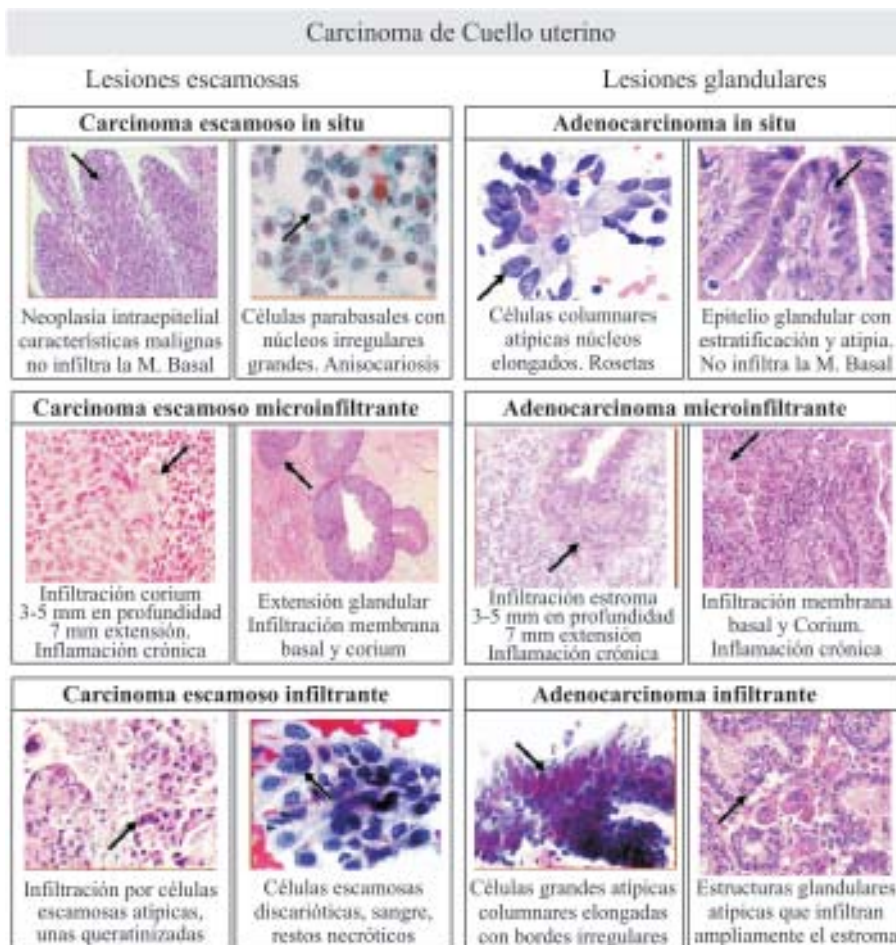 Carcinoma de Cuello uterino
Lesiones escamosas
Lesiones glandulares
Carcinoma escamoso in situ
Neoplasia intraepitelial
características malignas
no infiltra la M. Basal
Células parabasales con
núcleos irregulares
grandes. Anisocariosis
Adenocarcinoma in situ
Células columnares
atípicas núcleos
elongados. Rosetas
Epitelio glandular con
estratificación y atipia.
No infiltra la M. Basal
Carcinoma escamoso microinfiltrante
Infiltración corium
3-5 mm en profundidad
7 mm extensión.
Inflamación crónica
Extensión glandular
Infiltración membrana
basal y corium
Adenocarcinoma microinfiltrante
Infiltración estroma
3-5 mm en profundidad
7 mm extensión
Inflamación crónica
Infiltración membrana
basal y Corium.
Inflamación crónica
Carcinoma escamoso infiltrante
Infiltración por células
escamosas atípicas,
unas queratinizadas
Células escamosas
discarióticas, sangre,
restos necróticos
Adenocarcinoma infiltrante
Células grandes atípicas
columnares elongadas
con bordes irregulares
Estructuras glandulares
atípicas que infiltran
ampliamente el estroma